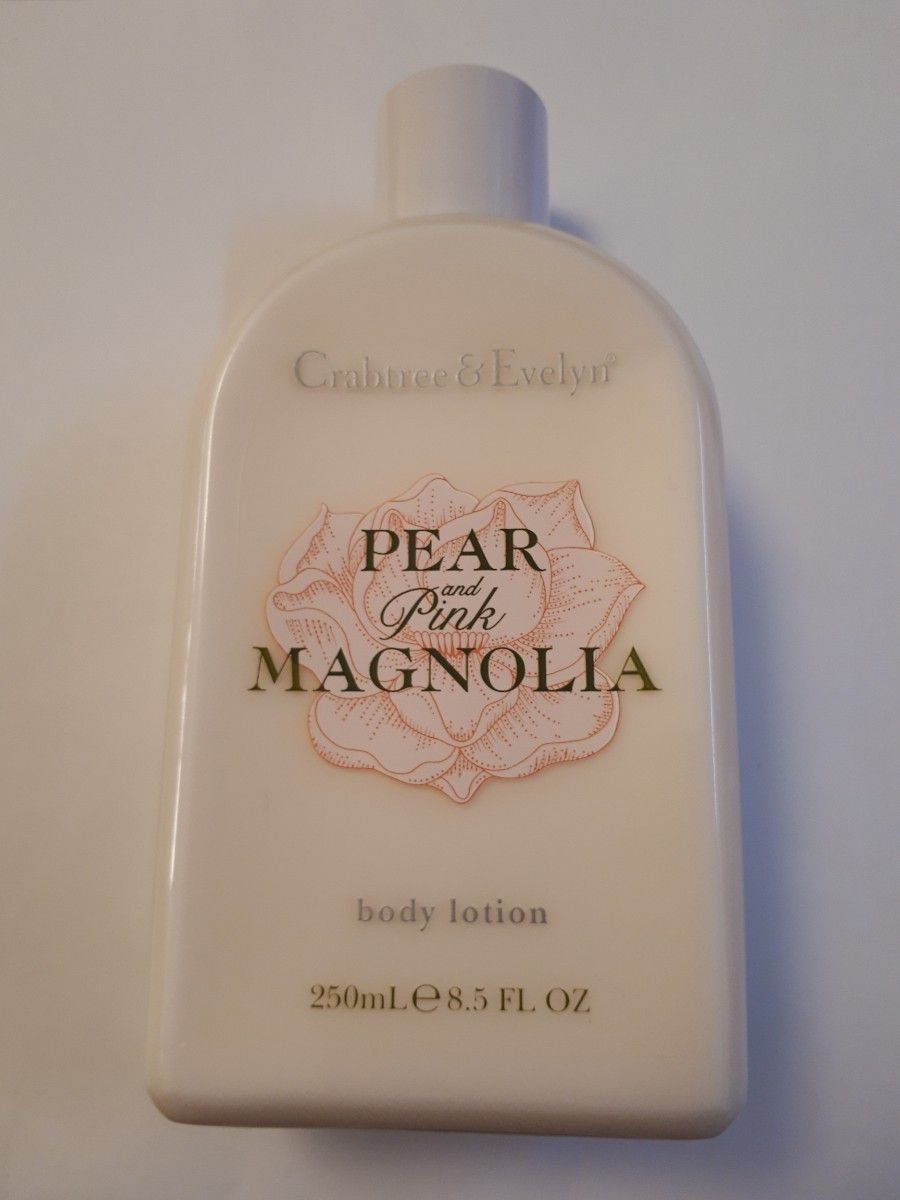 Crabtree & Evelyn®
PEAR
and
Pink
MAGNOLIA
body lotion
250mL℮8.5 FL OZ